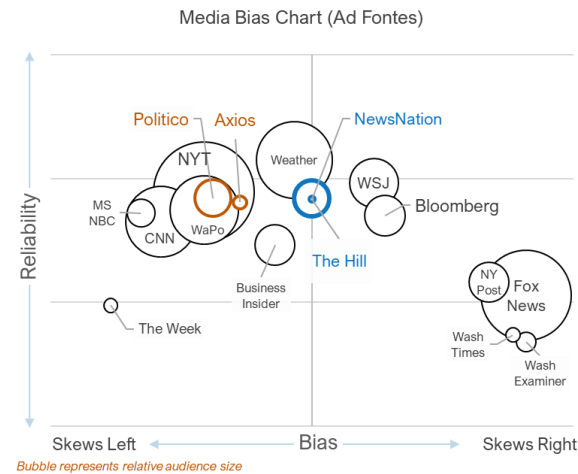 Media Bias Chart (Ad Fontes)
Politico
Axios
NewsNation
NYT
Weather
WSJ
MS
NBC
Bloomberg
WaPo
CNN
Reliability
The Hill
Business
Insider
NY
Post
Fox
News
The Week
Wash
Times
Wash
Examiner
Skews Left
Bias
Skews Right
Bubble represents relative audience size